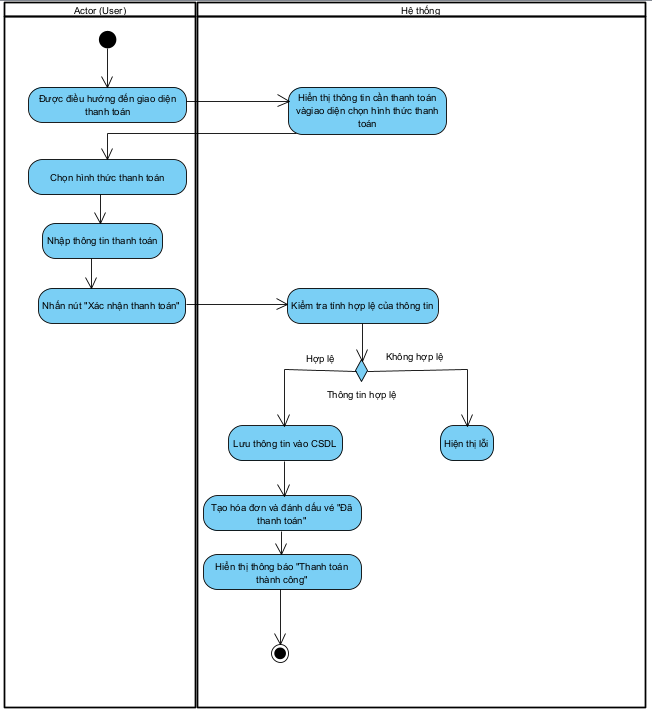 Actor (User)
Hệ thống
Được điều hướng đến giao diện
thanh toán
Hiển thị thông tin cần thanh toán
vàgiao diện chọn hình thức thanh
toán
Chọn hình thức thanh toán
Nhập thông tin thanh toán
Nhấn nút "Xác nhận thanh toán"
Kiểm tra tính hợp lệ của thông tin
Hợp lệ
Không hợp lệ
Thông tin hợp lệ
Lưu thông tin vào CSDL
Hiện thị lỗi
Tạo hóa đơn và đánh dấu vé "Đã
thanh toán"
Hiển thị thông báo "Thanh toán
thành công"